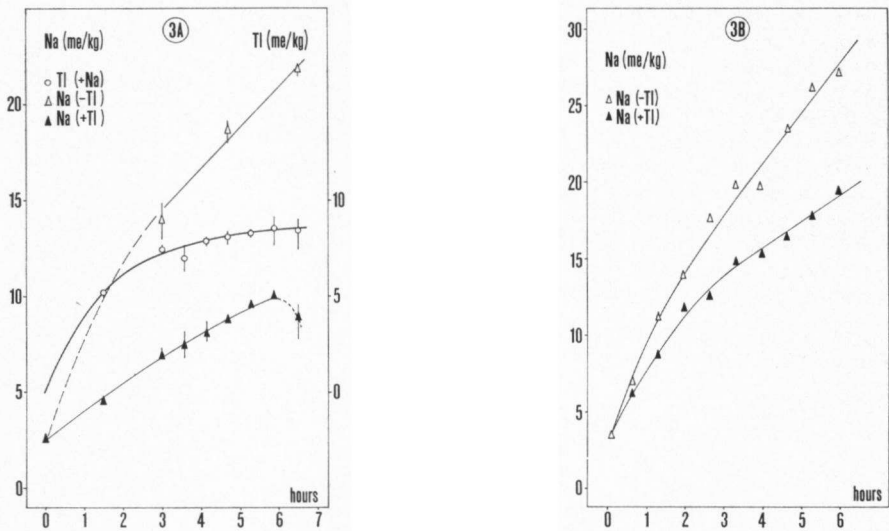 3A
Na (me/kg)
Tl (me/kg)
Tl (+Na)
Na (-Tl)
Na (+Tl)
20
15
10
5
0
10
5
0
hours
0 1 2 3 4 5 6 7
3B
30
Na (me/kg)
Na (-Tl)
Na (+Tl)
25
20
15
10
5
0
hours
0 1 2 3 4 5 6